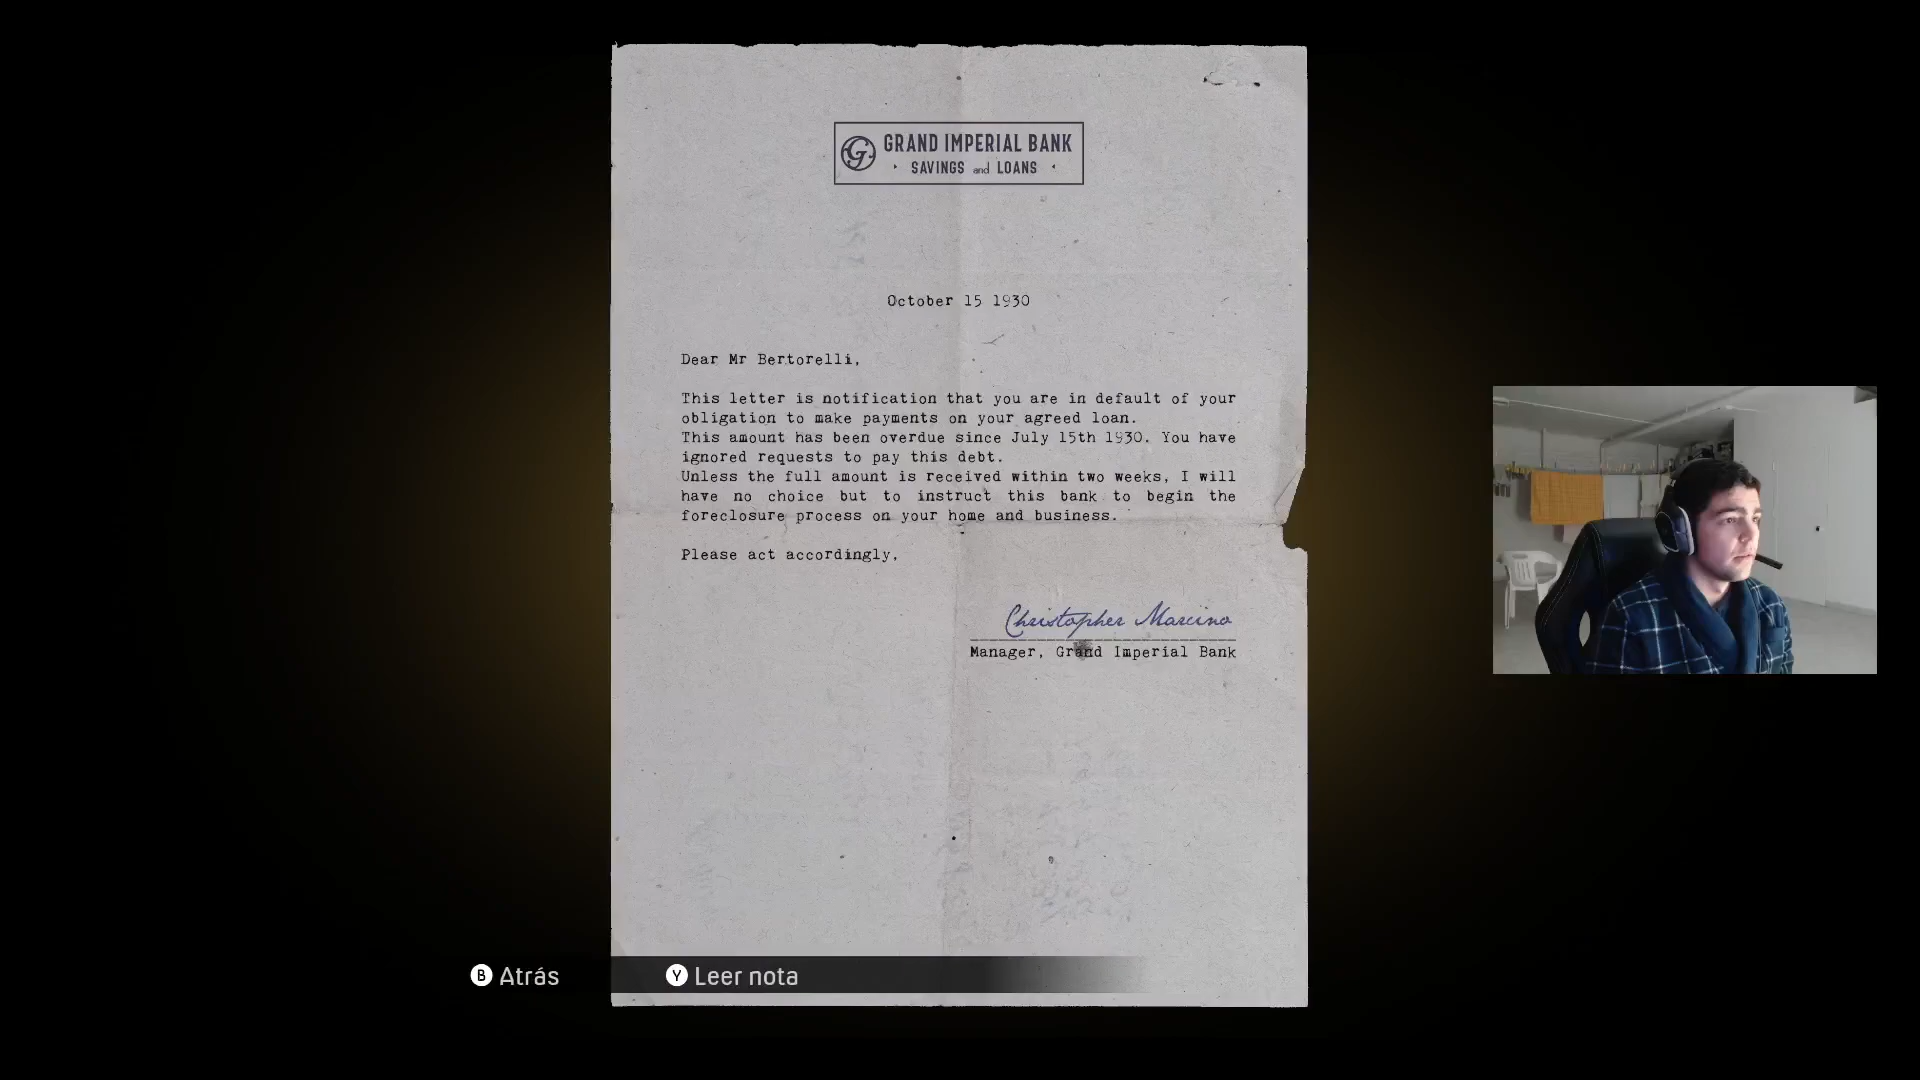 GRAND IMPERIAL BANK
SAVINGS and LOANS
October 15 1930
Dear Mr Bertorelli,
This letter is notification that you are in default of your
obligation to make payments on your agreed loan.
This amount has been overdue since July 15th 1930. You have
ignored requests to pay this debt.
Unless the full amount is received within two weeks, I will
have no choice but to instruct this bank to begin the
foreclosure process on your home and business.
Please act accordingly,
Christopher Marcino
Manager, Grand Imperial Bank
B Atrás
Y Leer nota